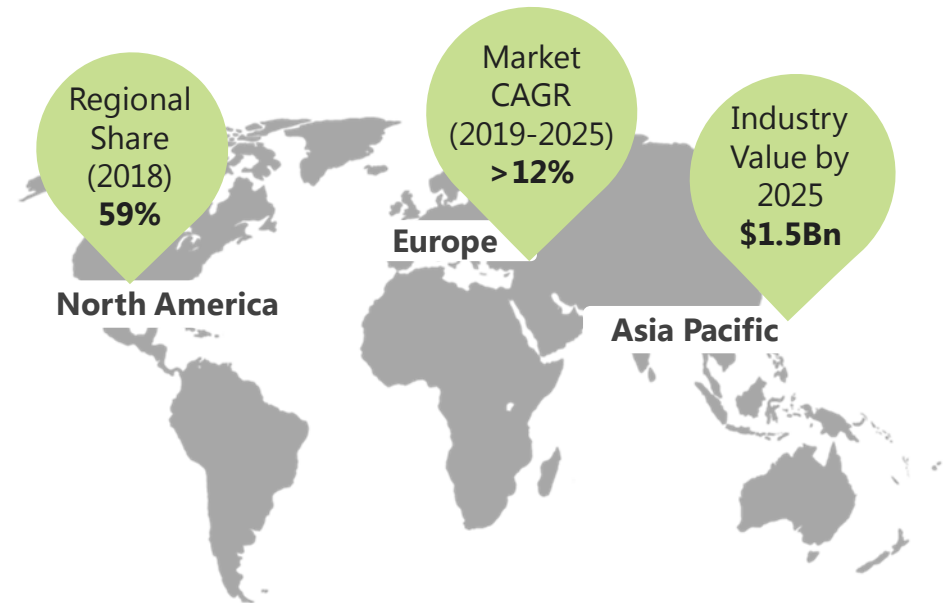 Regional
Share
(2018)
59%
North America
Market
CAGR
(2019-2025)
>12%
Europe
Industry
Value by
2025
$1.5Bn
Asia Pacific